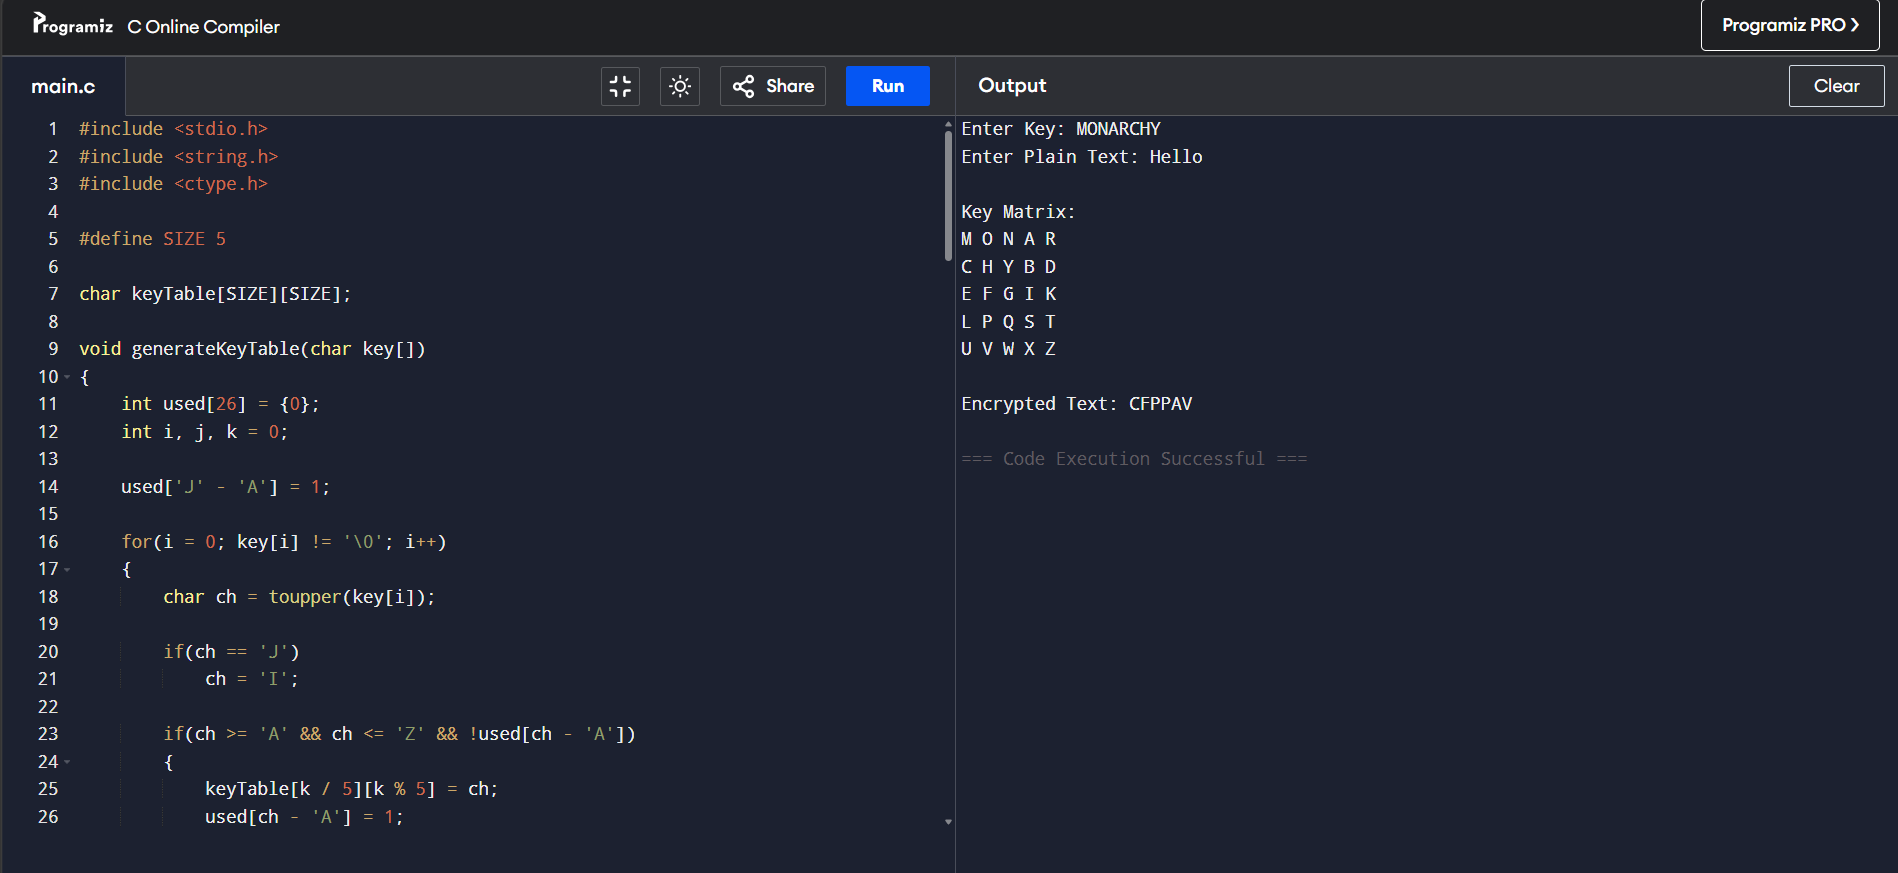 Programiz C Online Compiler
Programiz PRO ❯
main.c
Share
Run
Output
Clear
1 #include <stdio.h>
2 #include <string.h>
3 #include <ctype.h>
4
5 #define SIZE 5
6
7 char keyTable[SIZE][SIZE];
8
9 void generateKeyTable(char key[])
10 {
11     int used[26] = {0};
12     int i, j, k = 0;
13
14     used['J' - 'A'] = 1;
15
16     for(i = 0; key[i] != '\0'; i++)
17     {
18         char ch = toupper(key[i]);
19
20         if(ch == 'J')
21             ch = 'I';
22
23         if(ch >= 'A' && ch <= 'Z' && !used[ch - 'A'])
24         {
25             keyTable[k / 5][k % 5] = ch;
26             used[ch - 'A'] = 1;
Enter Key: MONARCHY
Enter Plain Text: Hello

Key Matrix:
M O N A R
C H Y B D
E F G I K
L P Q S T
U V W X Z

Encrypted Text: CFPPAV

=== Code Execution Successful ===